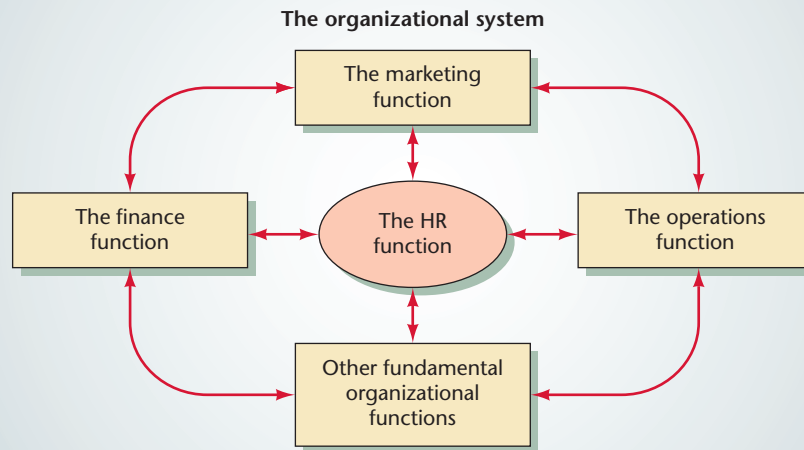 The organizational system
The marketing
function
The finance
function
The HR
function
The operations
function
Other fundamental
organizational
functions